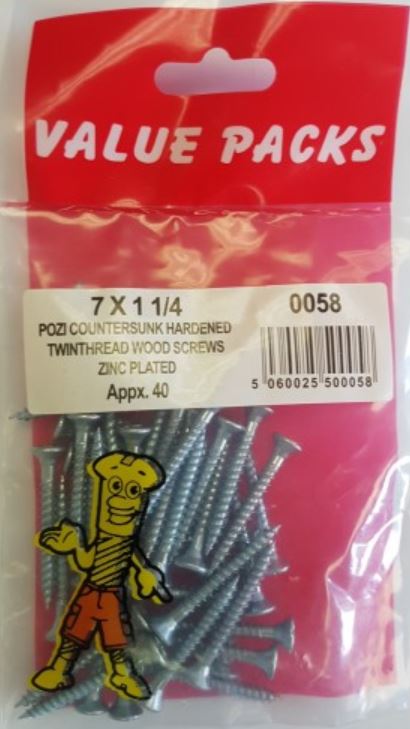 VALUE PACKS
7 X 1 1/4
POZI COUNTERSUNK HARDENED
TWINTHREAD WOOD SCREWS
ZINC PLATED
Appx. 40
0058
5 060025 500058